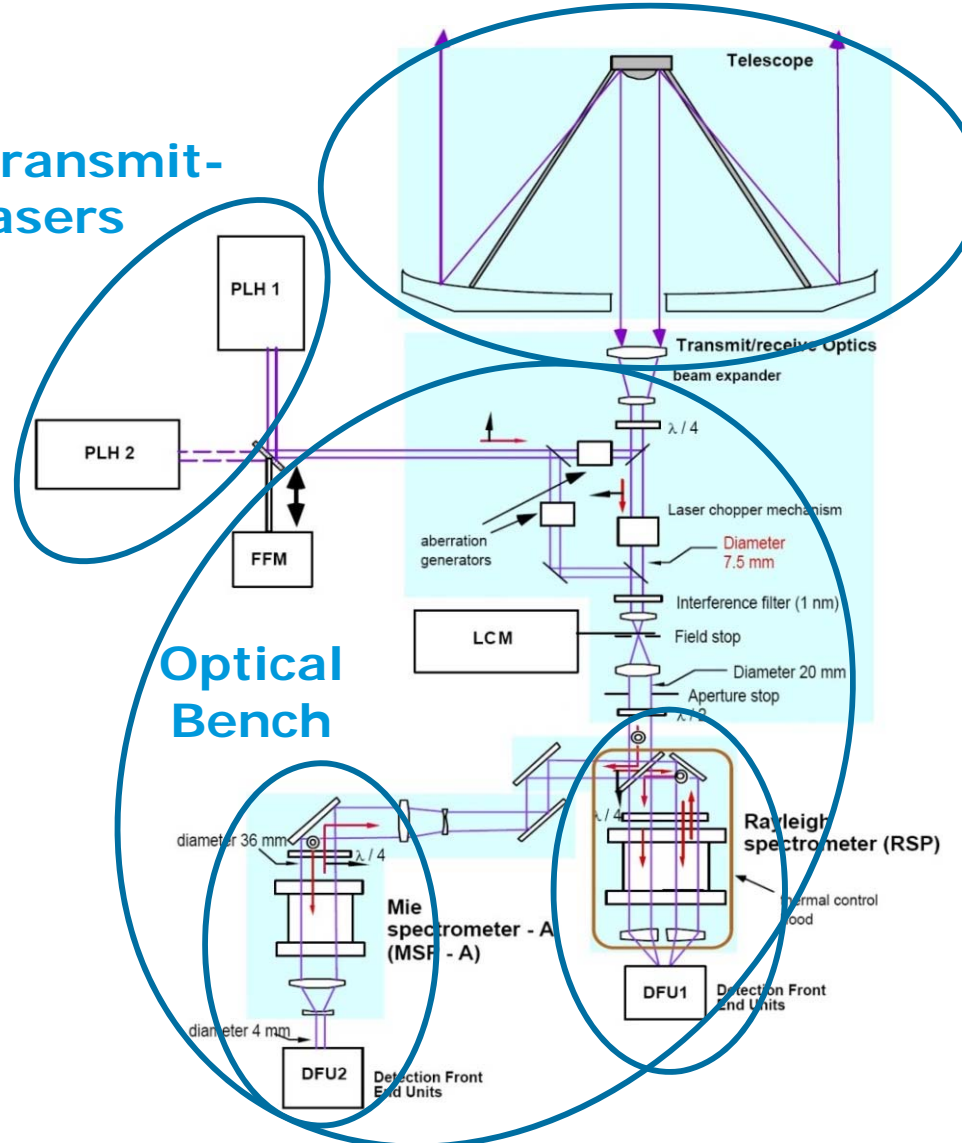 Telescope
ransmit-
asers
PLH 1
PLH 2
FFM
Transmit/receive Optics
beam expander
λ / 4
Laser chopper mechanism
aberration
generators
Diameter
7.5 mm
Interference filter (1 nm)
LCM
Field stop
Diameter 20 mm
Aperture stop
λ / 2
Optical
Bench
λ / 4
Rayleigh
spectrometer (RSP)
thermal control
hood
diameter 36 mm
λ / 4
Mie
spectrometer - A
(MSP - A)
DFU1
Detection Front
End Units
diameter 4 mm
DFU2
Detection Front
End Units